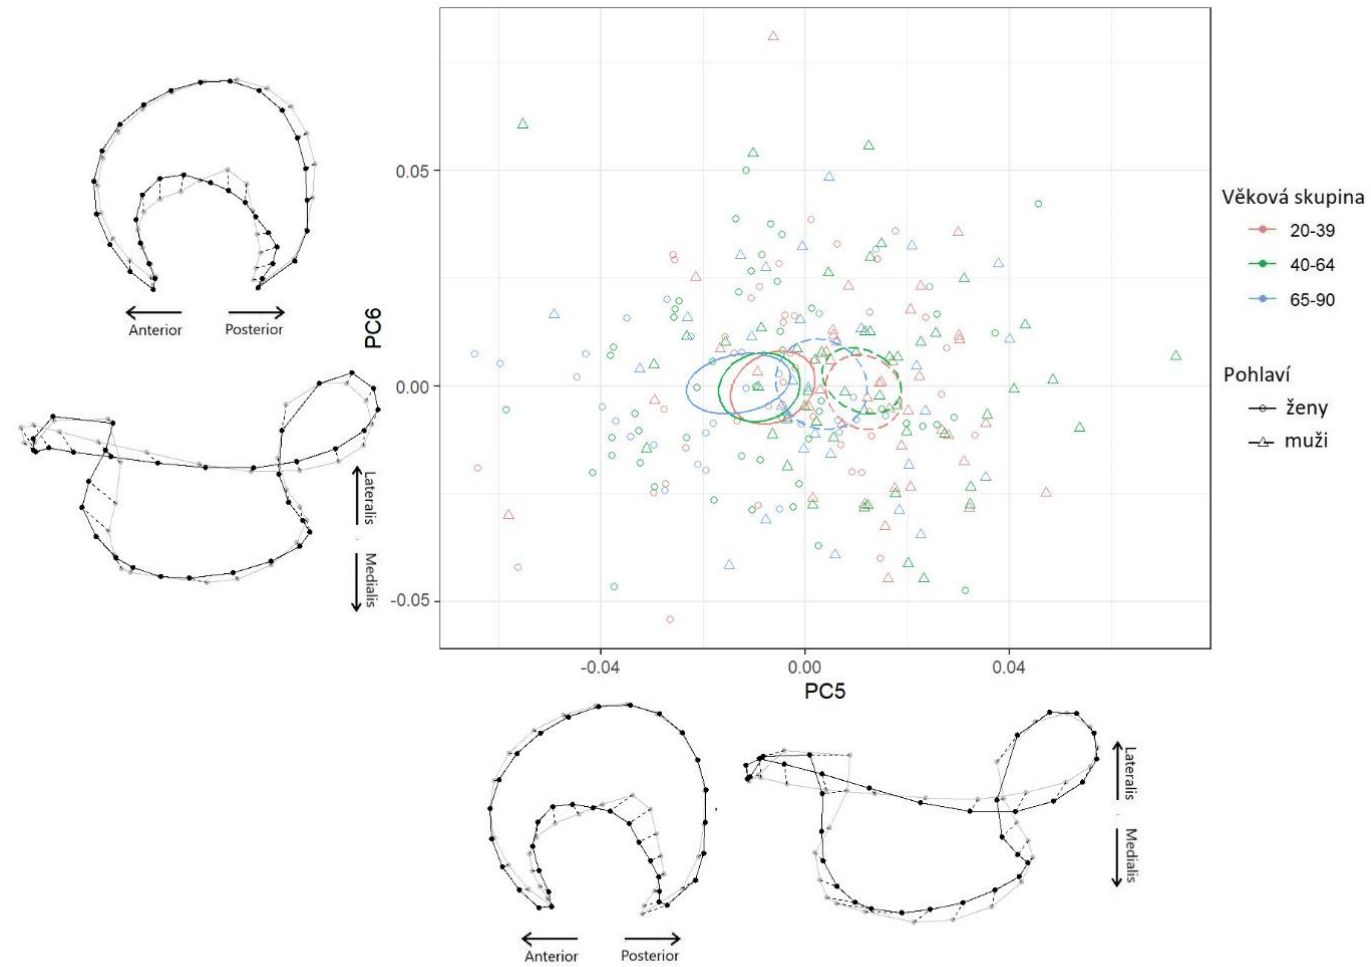 0.05
0.00
-0.05
PC6
-0.04
0.00
0.04
PC5
Věková skupina
20-39
40-64
65-90
Pohlaví
ženy
muži
Anterior
Posterior
Lateralis
Medialis
Anterior
Posterior
Lateralis
Medialis